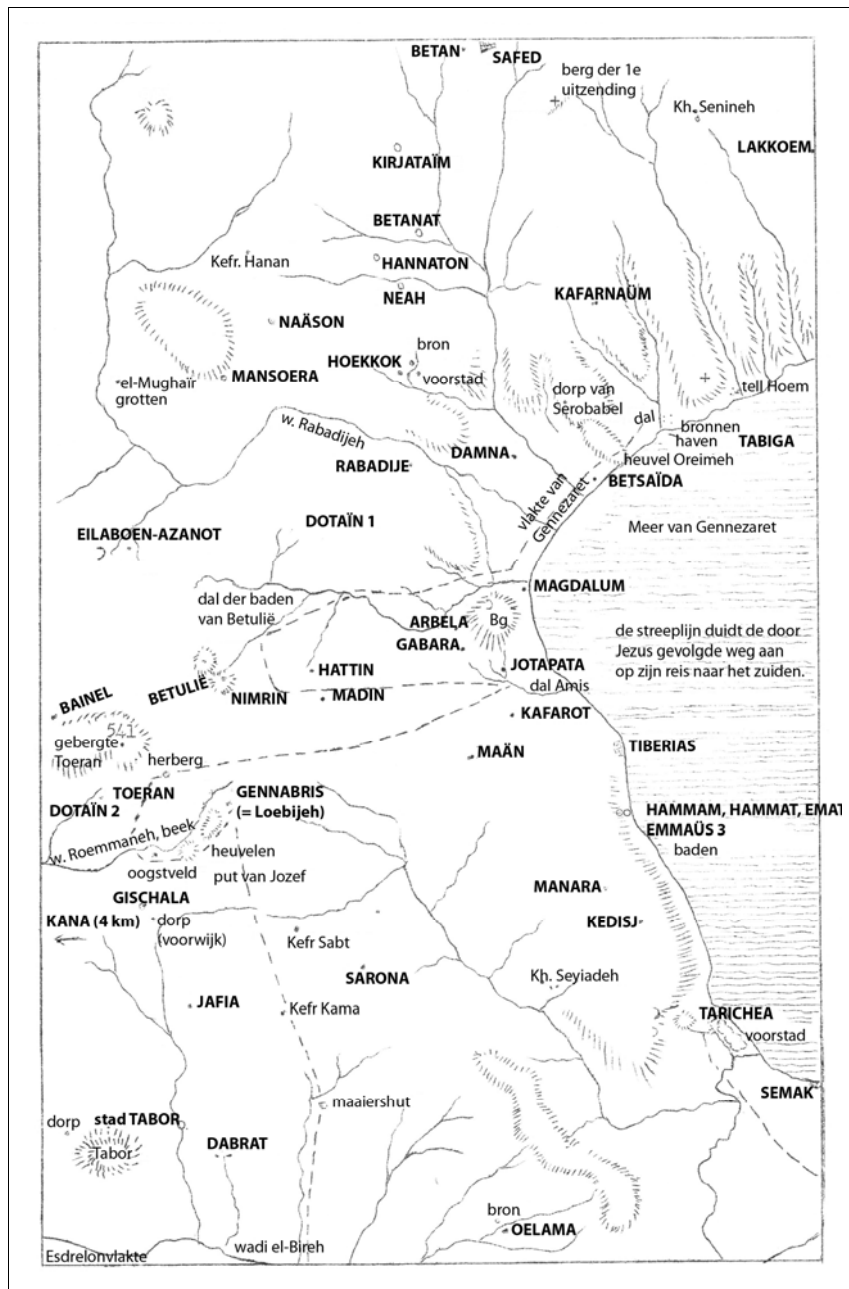 BETAN
SAFED
berg der 1e
uitzending
Kh. Senineh
LAKKOEM
KIRJATAÏM
BETANAT
Kefr. Hanan
HANNATON
NEAH
KAFARNAÜM
NAÄSON
bron
HOEKKOK
voorstad
MANSOERA
el-Mughaïr
grotten
dorp van
Serobabel
tell Hoem
dal
bronnen
haven
TABIGA
w. Rabadijeh
DAMNA
heuvel Oreimeh
RABADIJE
BETSAÏDA
vlakte van
Gennezaret
DOTAÏN 1
EILABOEN-AZANOT
Meer van Gennezaret
MAGDALUM
dal der baden
van Betulië
ARBELA
Bg
GABARA
de streeplijn duidt de door
Jezus gevolgde weg aan
op zijn reis naar het zuiden.
HATTIN
JOTAPATA
dal Amis
BETULIË
NIMRIN
MADIN
BAINEL
KAFAROT
541
gebergte
Toeran
herberg
MAÄN
TIBERIAS
TOERAN
GENNABRIS
(= Loebijeh)
DOTAÏN 2
HAMMAM, HAMMAT, EMAT
EMMAÜS 3
baden
w. Roemmaneh, beek
heuvelen
oogstveld
put van Jozef
GISCHALA
MANARA
KANA (4 km)
dorp
(voorwijk)
KEDISJ
Kefr Sabt
SARONA
Kh. Seyiadeh
JAFIA
Kefr Kama
TARICHEA
voorstad
SEMAK
maaiershut
dorp
stad TABOR
Tabor
DABRAT
bron
OELAMA
wadi el-Bireh
Esdrelonvlakte